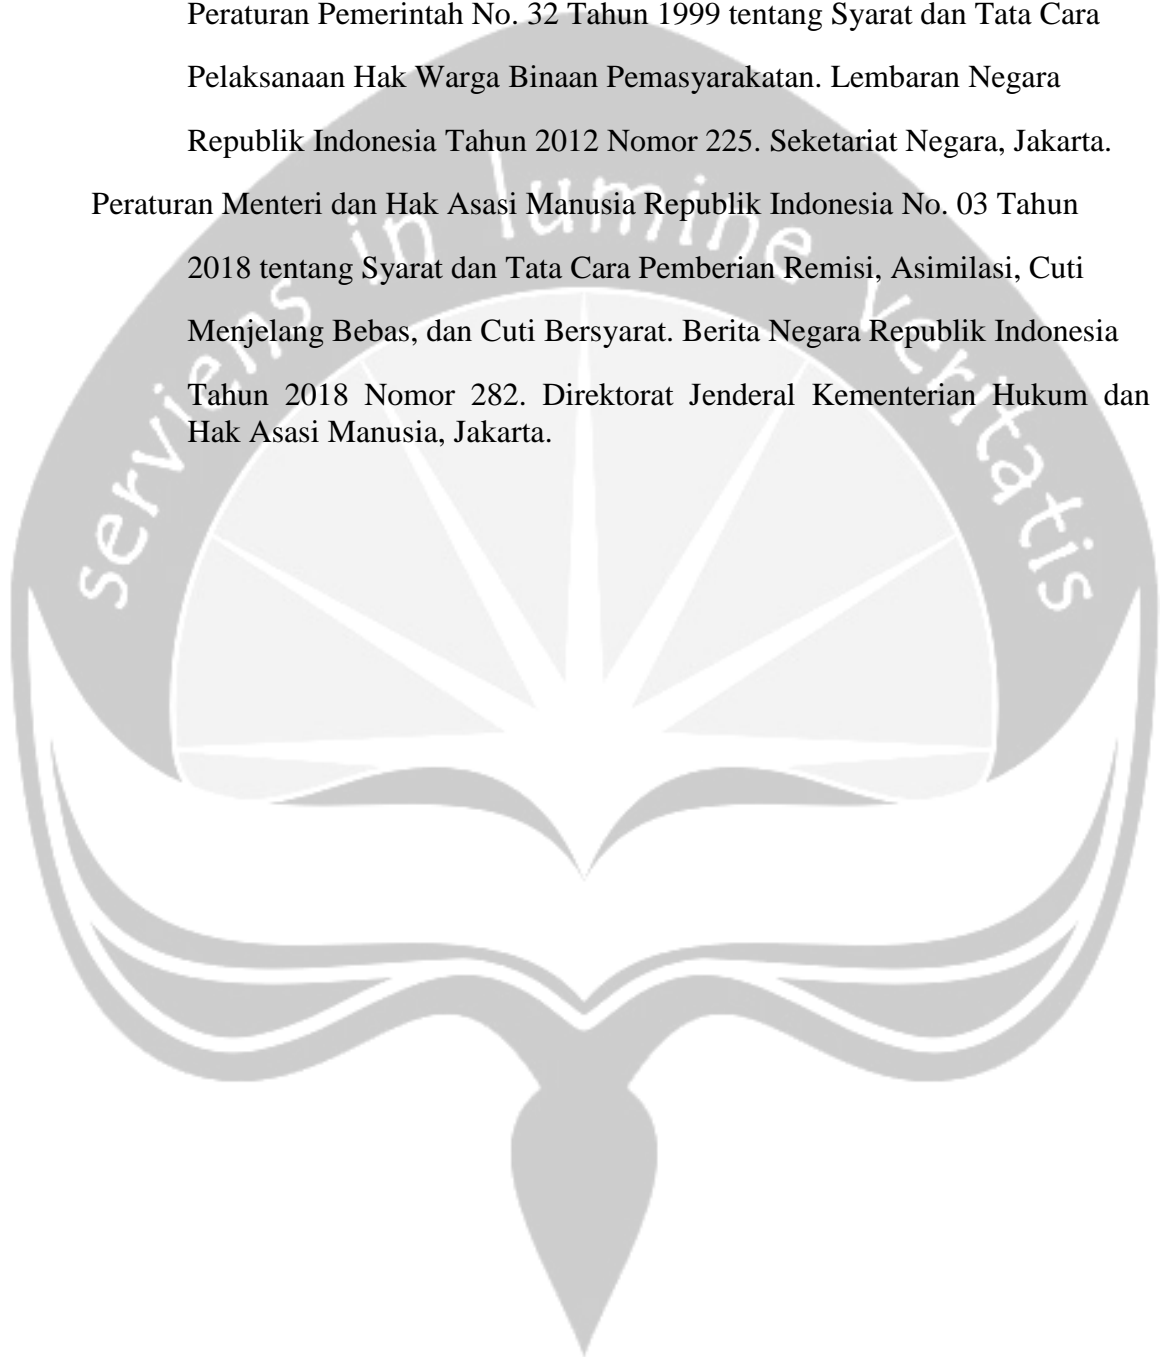 Peraturan Pemerintah No. 32 Tahun 1999 tentang Syarat dan Tata Cara
Pelaksanaan Hak Warga Binaan Pemasyarakatan. Lembaran Negara
Republik Indonesia Tahun 2012 Nomor 225. Seketariat Negara, Jakarta.
Peraturan Menteri dan Hak Asasi Manusia Republik Indonesia No. 03 Tahun
2018 tentang Syarat dan Tata Cara Pemberian Remisi, Asimilasi, Cuti
Menjelang Bebas, dan Cuti Bersyarat. Berita Negara Republik Indonesia
Tahun 2018 Nomor 282. Direktorat Jenderal Kementerian Hukum dan
Hak Asasi Manusia, Jakarta.
serviens in lumine veritatis